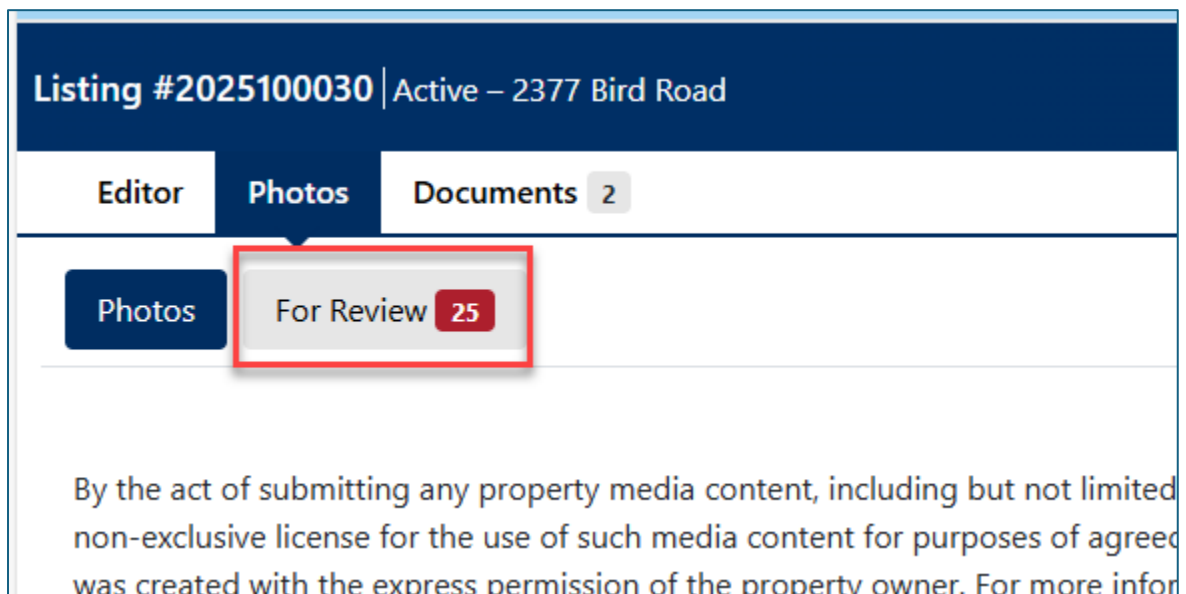 Listing #2025100030 | Active – 2377 Bird Road
Editor Photos Documents 2
Photos For Review 25
By the act of submitting any property media content, including but not limited
non-exclusive license for the use of such media content for purposes of agreed
was created with the express permission of the property owner. For more infor